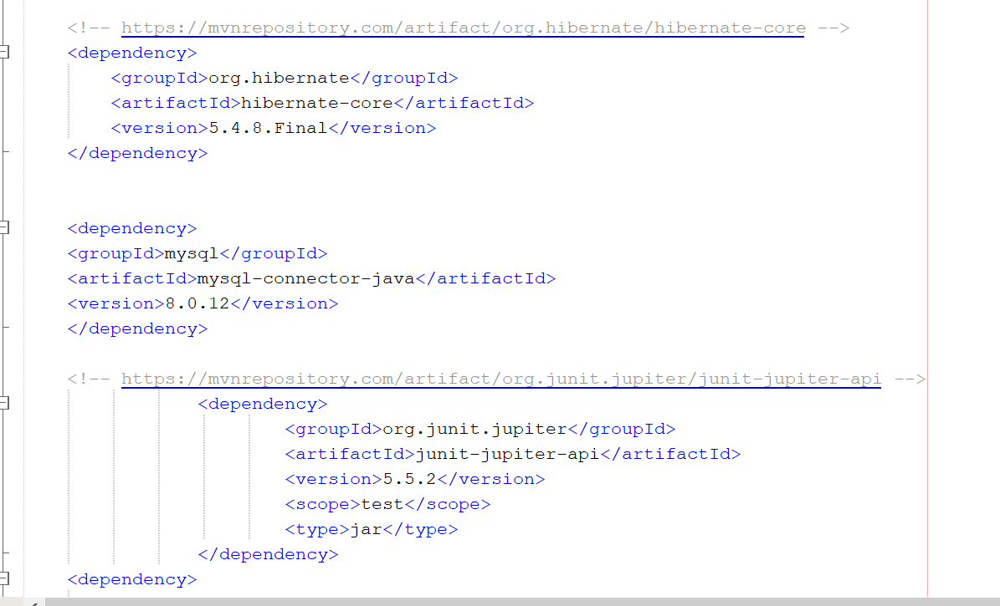 <!-- https://mvnrepository.com/artifact/org.hibernate/hibernate-core -->
<dependency>
<groupId>org.hibernate</groupId>
<artifactId>hibernate-core</artifactId>
<version>5.4.8.Final</version>
</dependency>
<dependency>
<groupId>mysql</groupId>
<artifactId>mysql-connector-java</artifactId>
<version>8.0.12</version>
</dependency>
<!-- https://mvnrepository.com/artifact/org.junit.jupiter/junit-jupiter-api -->
<dependency>
<groupId>org.junit.jupiter</groupId>
<artifactId>junit-jupiter-api</artifactId>
<version>5.5.2</version>
<scope>test</scope>
<type>jar</type>
</dependency>
<dependency>